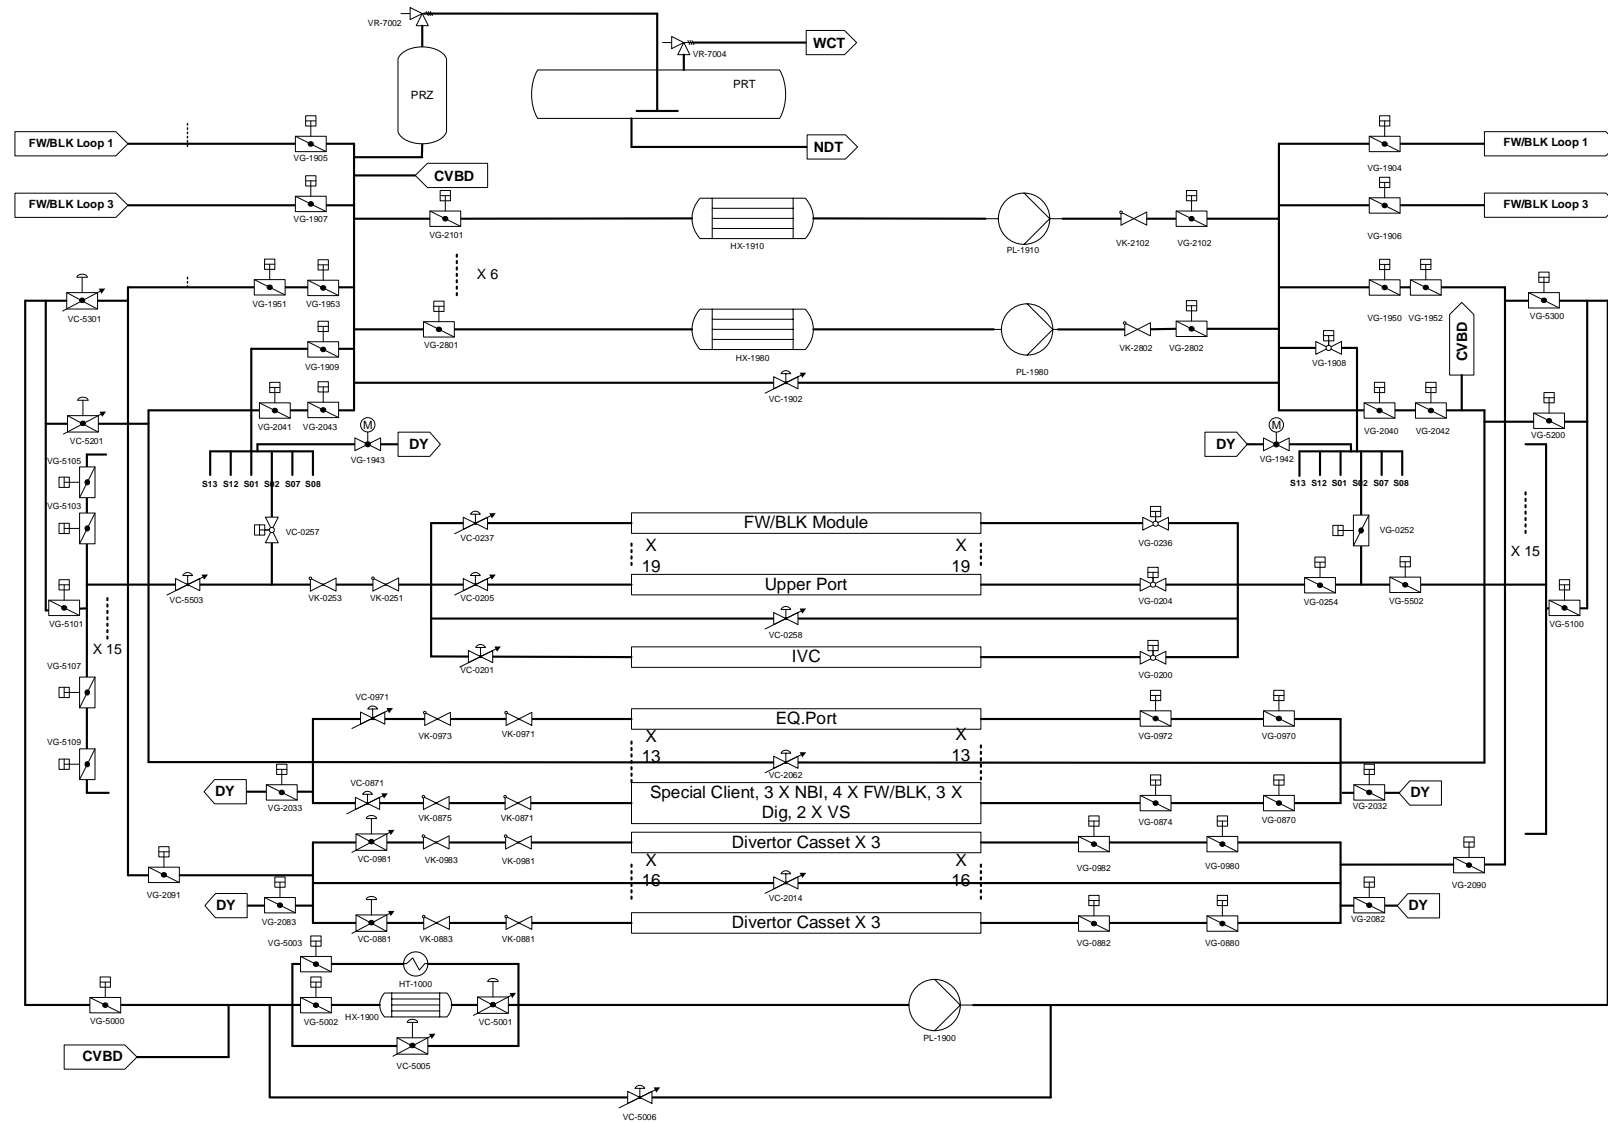 VR-7002
WCT
VR-7004
PRT
PRZ
FW/BLK Loop 1
VG-1905
NDT
VG-1904
FW/BLK Loop 1
CVBD
FW/BLK Loop 3
VG-1907
VG-1906
FW/BLK Loop 3
VG-2101
HX-1910
PL-1910
VK-2102
VG-2102
X 6
VG-1951
VG-1953
VC-5301
VG-1950
VG-1952
VG-5300
VG-2801
HX-1980
PL-1980
VK-2802
VG-2802
CVBD
VG-1909
VG-1908
VC-1902
VG-2041
VG-2043
VC-5201
VG-2040
VG-2042
VG-5200
M
DY
VG-1943
DY
M
VG-1942
VG-5105
S13 S12 S01 S02 S07 S08
S13 S12 S01 S02 S07 S08
VG-5103
VC-0257
VC-0237
FW/BLK Module
VG-0236
VG-0252
X
19
X
19
X 15
VC-5503
VK-0253
VK-0251
VC-0205
Upper Port
VG-0204
VG-0254
VG-5502
VG-5101
VG-5100
VC-0258
X 15
VC-0201
IVC
VG-0200
VG-5107
VC-0971
VK-0973
VK-0971
EQ.Port
VG-0972
VG-0970
VG-5109
X
13
X
13
VC-2062
VC-0871
DY
VG-2033
Special Client, 3 X NBI, 4 X FW/BLK, 3 X
Dig, 2 X VS
VG-2032
DY
VK-0875
VK-0871
VG-0874
VG-0870
VC-0981
VK-0983
VK-0981
Divertor Casset X 3
VG-0982
VG-0980
X
16
X
16
VG-2091
VC-2014
VG-2090
DY
VG-2083
VG-2082
DY
VC-0881
VK-0883
VK-0881
Divertor Casset X 3
VG-0882
VG-0880
VG-5003
HT-1000
VG-5000
VG-5002
HX-1900
VC-5001
PL-1900
CVBD
VC-5005
VC-5006